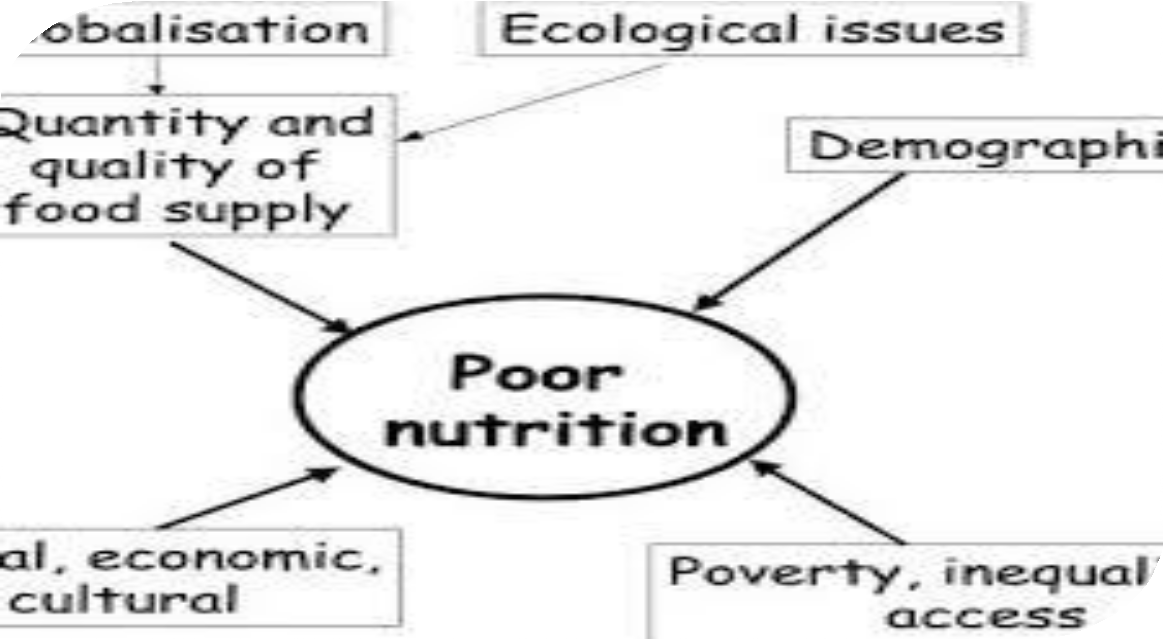 obalisation
Ecological issues
Quantity and
quality of
food supply
Demographi
Poor
nutrition
al, economic,
cultural
Poverty, inequal
access